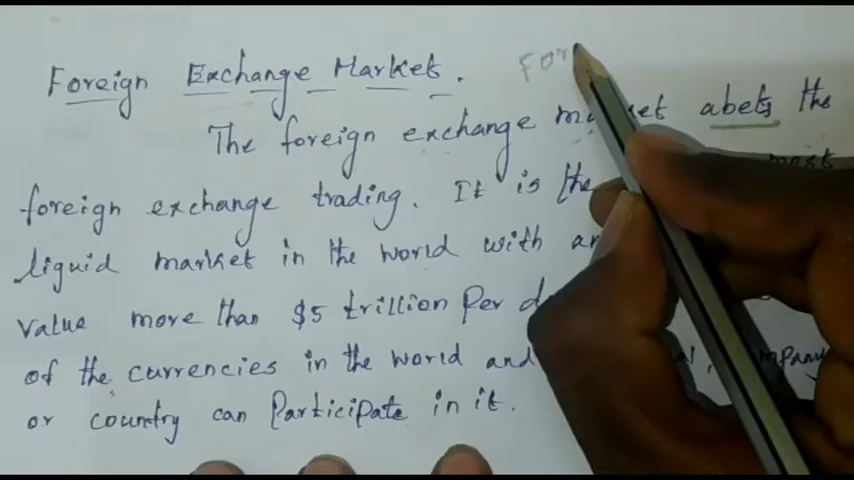 Foreign Exchange Market. For
The foreign exchange market abets the
foreign exchange trading. It is the most
liquid market in the world with
value more than $5 trillion Per
of the currencies in the world and
or country can Participate in it.